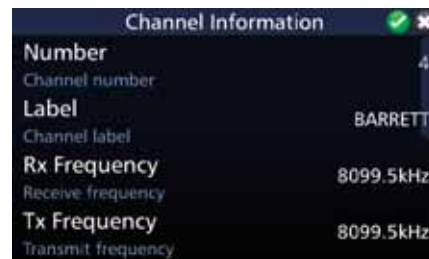 Channel Information
Number
4
Channel number
Label
BARRETT
Channel label
Rx Frequency
8099.5kHz
Receive frequency
Tx Frequency
8099.5kHz
Transmit frequency